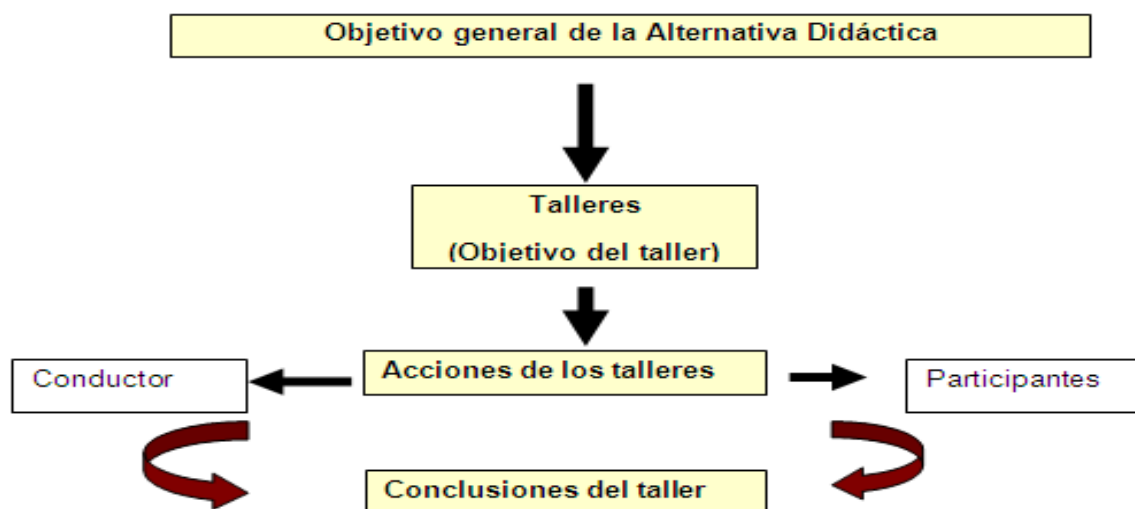 Objetivo general de la Alternativa Didáctica
Talleres
(Objetivo del taller)
Conductor
Acciones de los talleres
Participantes
Conclusiones del taller